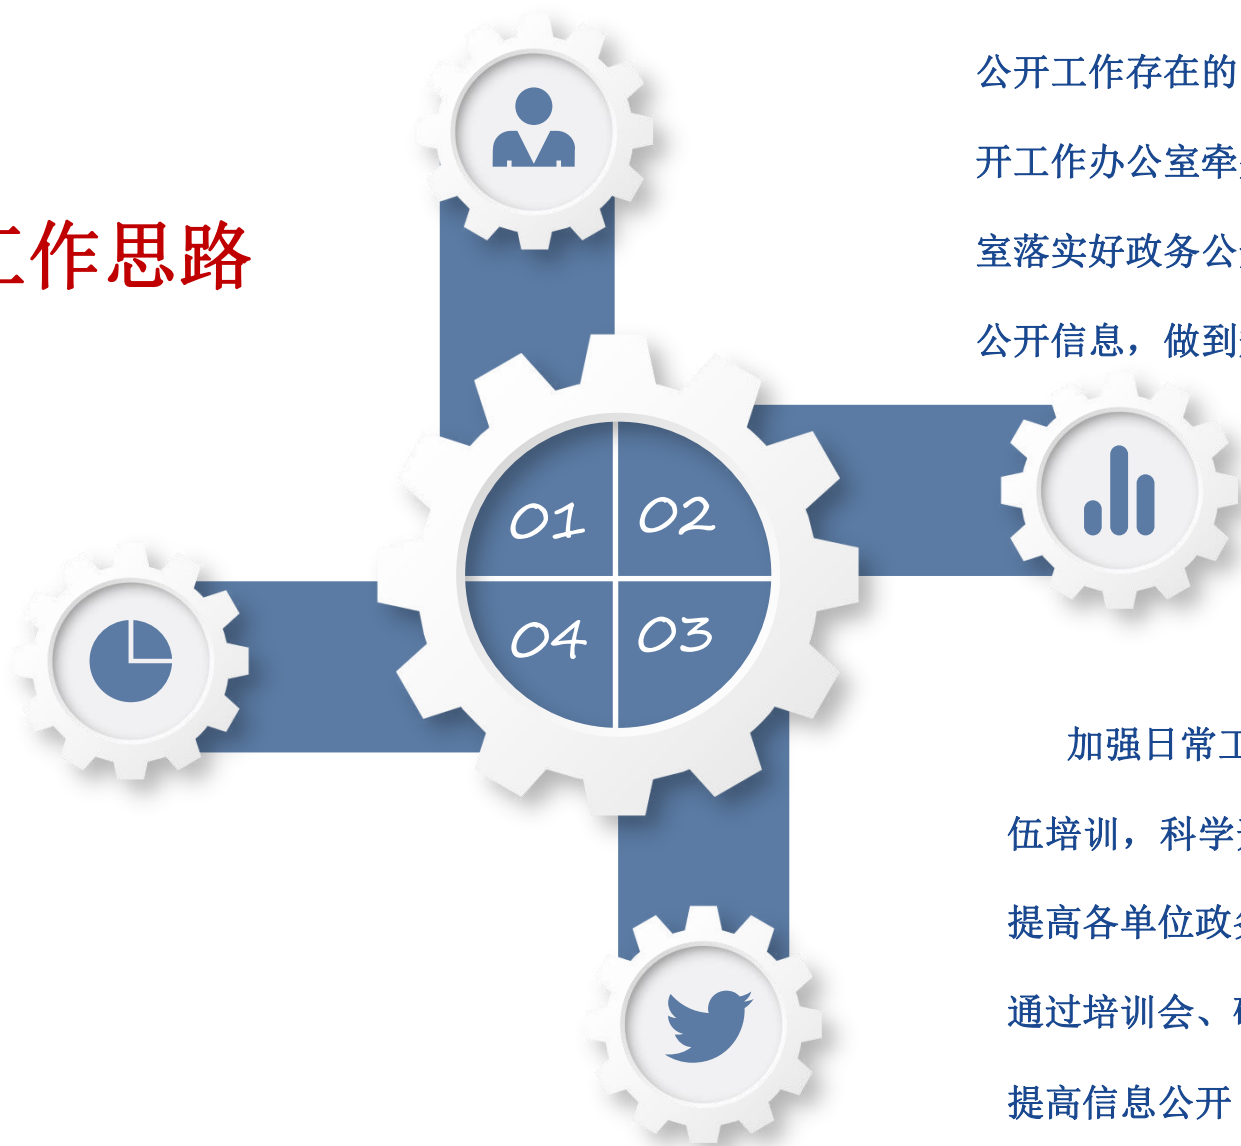 工作思路
公开工作存在的
开工作办公室牵
室落实好政务公
公开信息，做到
01 02
04 03
加强日常工
伍培训，科学
提高各单位政务
通过培训会、
提高信息公开